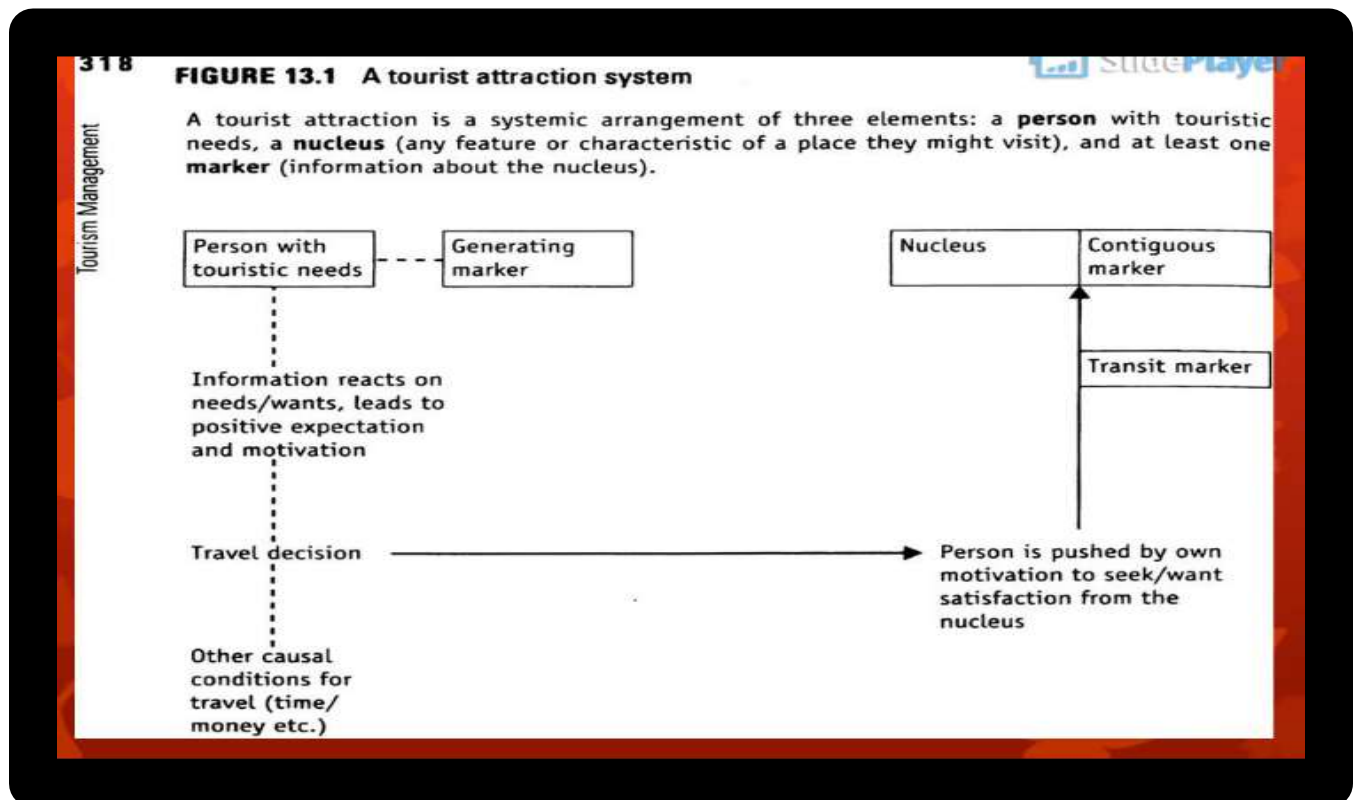 318
FIGURE 13.1 A tourist attraction system
SlidePlayer
Tourism Management
A tourist attraction is a systemic arrangement of three elements: a person with touristic
needs, a nucleus (any feature or characteristic of a place they might visit), and at least one
marker (information about the nucleus).
Person with
touristic needs
Generating
marker
Nucleus
Contiguous
marker
Transit marker
Information reacts on
needs/wants, leads to
positive expectation
and motivation
Travel decision
Person is pushed by own
motivation to seek/want
satisfaction from the
nucleus
Other causal
conditions for
travel (time/
money etc.)